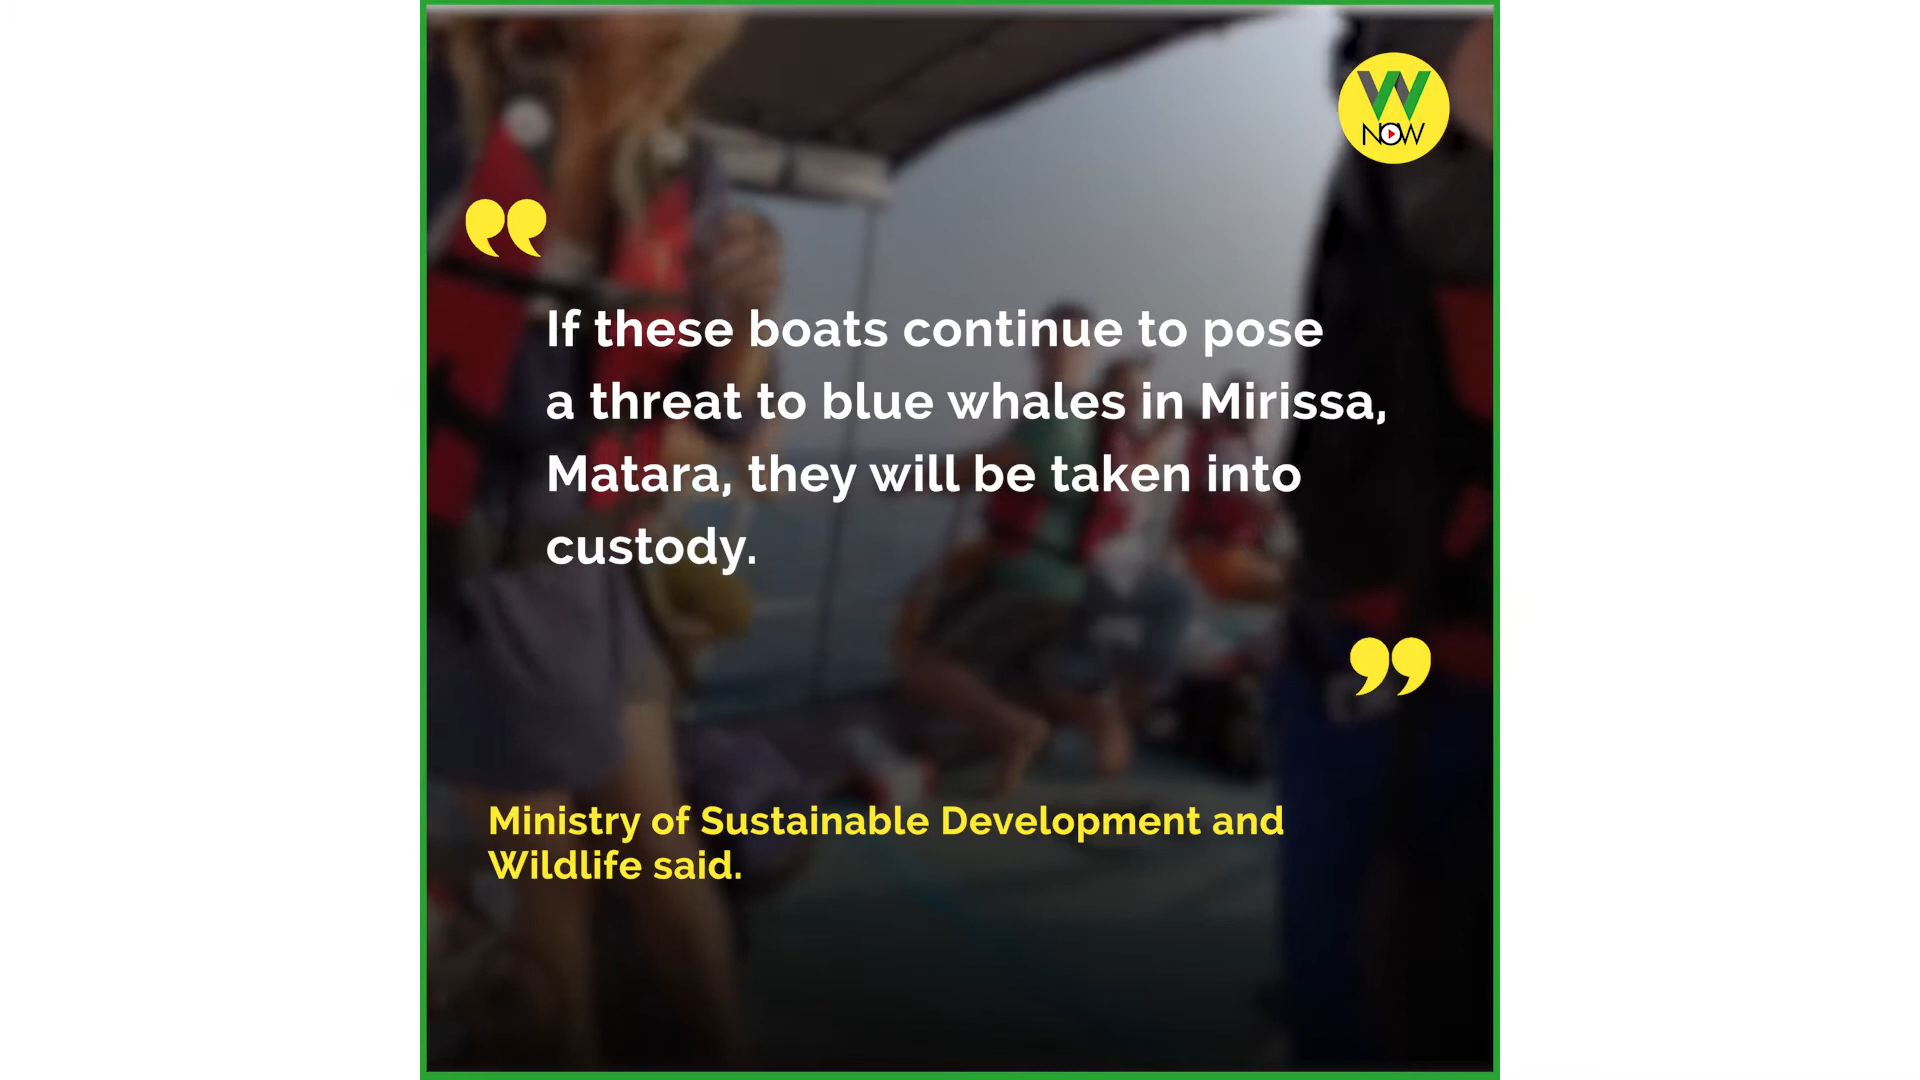 W
NOW
“
If these boats continue to pose
a threat to blue whales in Mirissa,
Matara, they will be taken into
custody.
”
Ministry of Sustainable Development and
Wildlife said.